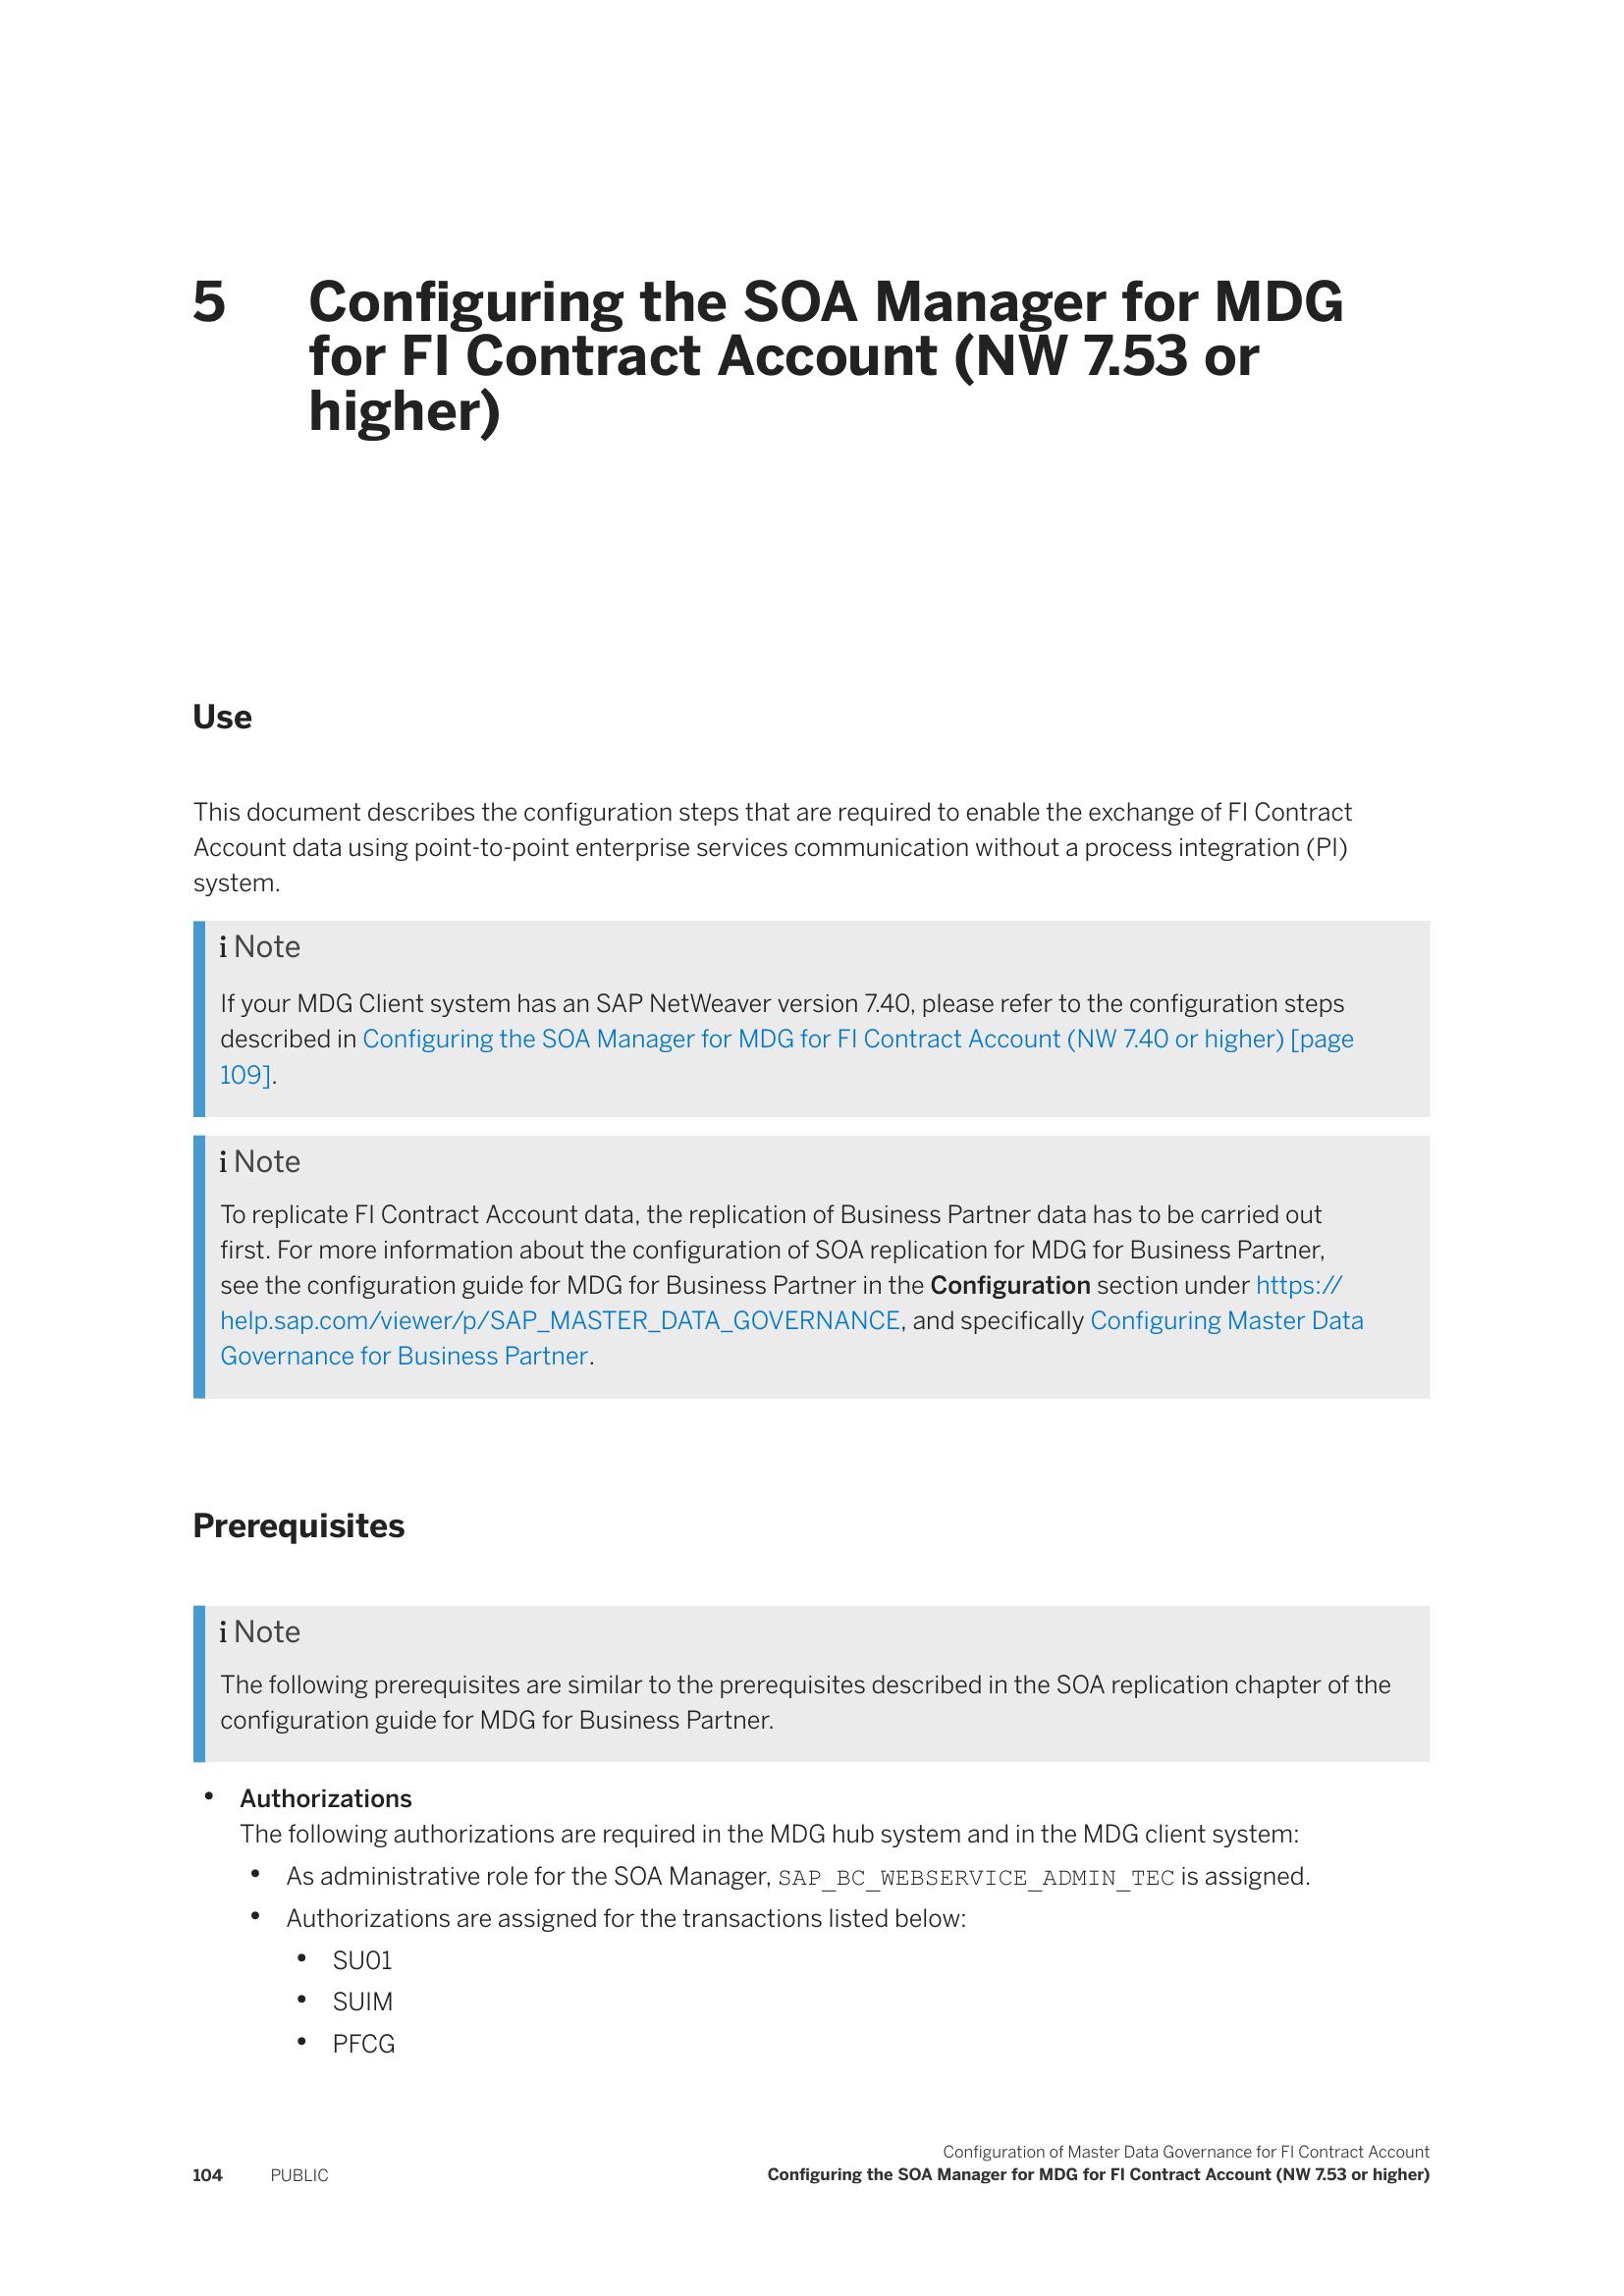 5 Configuring the SOA Manager for MDG
for FI Contract Account (NW 7.53 or
higher)
Use
This document describes the configuration steps that are required to enable the exchange of FI Contract
Account data using point-to-point enterprise services communication without a process integration (PI)
system.
i Note
If your MDG Client system has an SAP NetWeaver version 7.40, please refer to the configuration steps
described in Configuring the SOA Manager for MDG for FI Contract Account (NW 7.40 or higher) [page
109].
i Note
To replicate FI Contract Account data, the replication of Business Partner data has to be carried out
first. For more information about the configuration of SOA replication for MDG for Business Partner,
see the configuration guide for MDG for Business Partner in the Configuration section under https://
help.sap.com/viewer/p/SAP_MASTER_DATA_GOVERNANCE, and specifically Configuring Master Data
Governance for Business Partner.
Prerequisites
i Note
The following prerequisites are similar to the prerequisites described in the SOA replication chapter of the
configuration guide for MDG for Business Partner.
• Authorizations
The following authorizations are required in the MDG hub system and in the MDG client system:
• As administrative role for the SOA Manager, SAP_BC_WEBSERVICE_ADMIN_TEC is assigned.
• Authorizations are assigned for the transactions listed below:
• SU01
• SUIM
• PFCG
Configuration of Master Data Governance for FI Contract Account
104 PUBLIC Configuring the SOA Manager for MDG for FI Contract Account (NW 7.53 or higher)